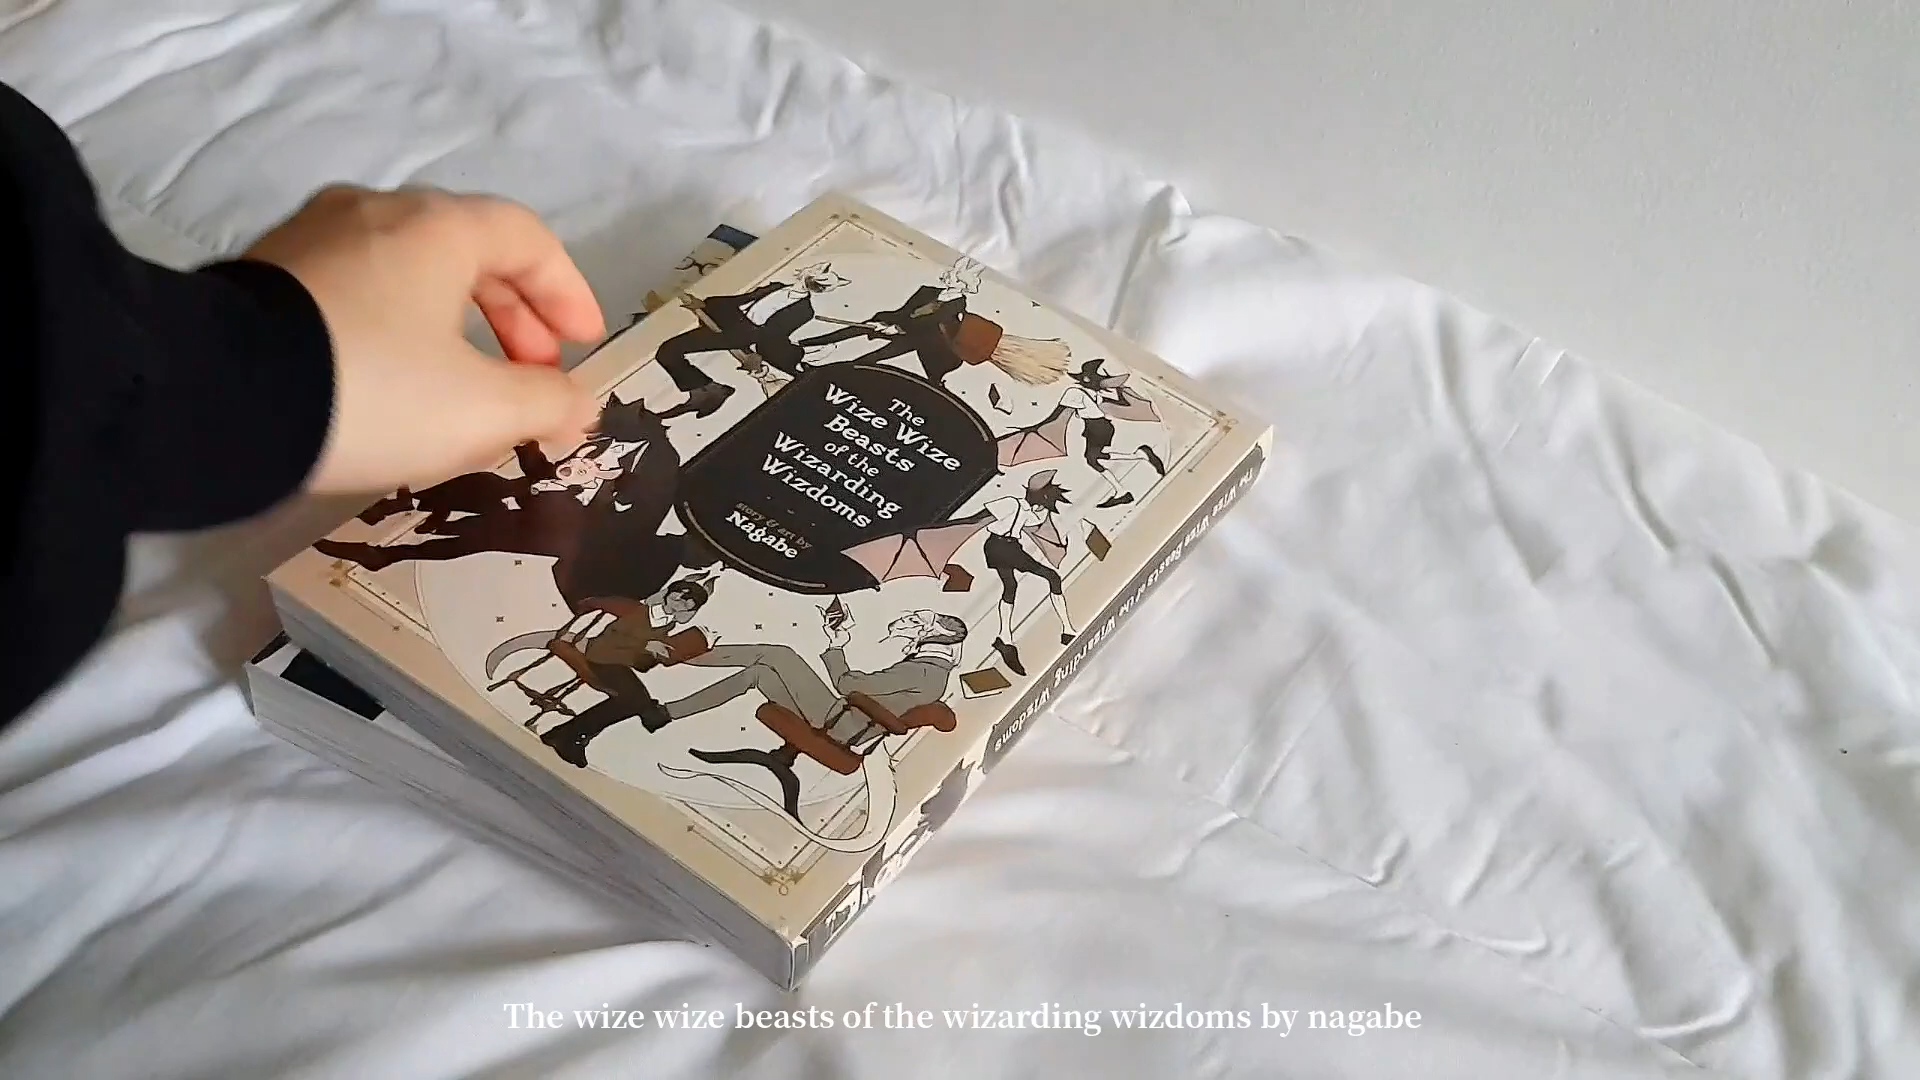 The
Wize Wize
Beasts
of the
Wizarding
Wizdoms
story & art by
Nagabe
The Wize Wize Beasts of the Wizarding Wizdoms
The wize wize beasts of the wizarding wizdoms by nagabe